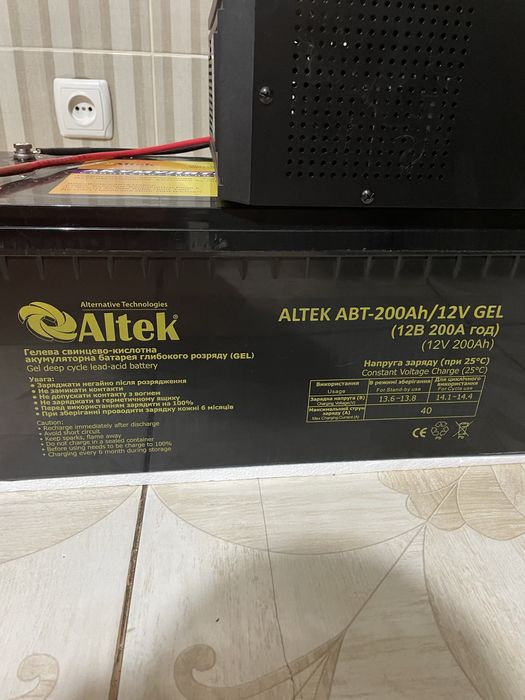 Altek
Alternative Technologies
Altek
Гелева свинцево-кислотна
акумуляторна батарея глибокого розряду (GEL)
Gel deep cycle lead-acid battery
Увага:
• Заряджати негайно після розрядження
• Не замикати контакти
• Не допускати контакту з вогнем
• Не заряджати в герметичному ящику
• Перед використанням зарядити на 100%
• При зберіганні проводити зарядку кожні 6 місяців
Caution:
• Recharge immediately after discharge
• Avoid short circuit
• Keep sparks, flame away
• Do not charge in a sealed container
• Before using needs to be charge to 100%
• Charging every 6 month during storage
ALTEK ABT-200Ah/12V GEL
(12В 200А год)
(12V 200Ah)
Напруга заряду (при 25°C)
Constant Voltage Charge (25°C)
Використання
Usage
В режимі зберігання
For Stand-by use
Для циклічного використання
For Cycle use
Зарядна напруга (В)
Charging Voltage(V)
13.6−13.8
14.1−14.4
Максимальний струм заряду (А)
Max Charging Current (A)
40
CE